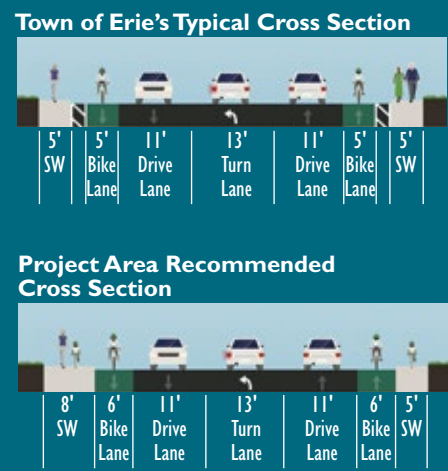 Town of Erie's Typical Cross Section
5' 5' 11' 13' 11' 5' 5'
SW Bike Drive Turn Drive Bike SW
Lane Lane Lane Lane Lane
Project Area Recommended
Cross Section
8' 6' 11' 13' 11' 6' 5'
SW Bike Drive Turn Drive Bike SW
Lane Lane Lane Lane Lane